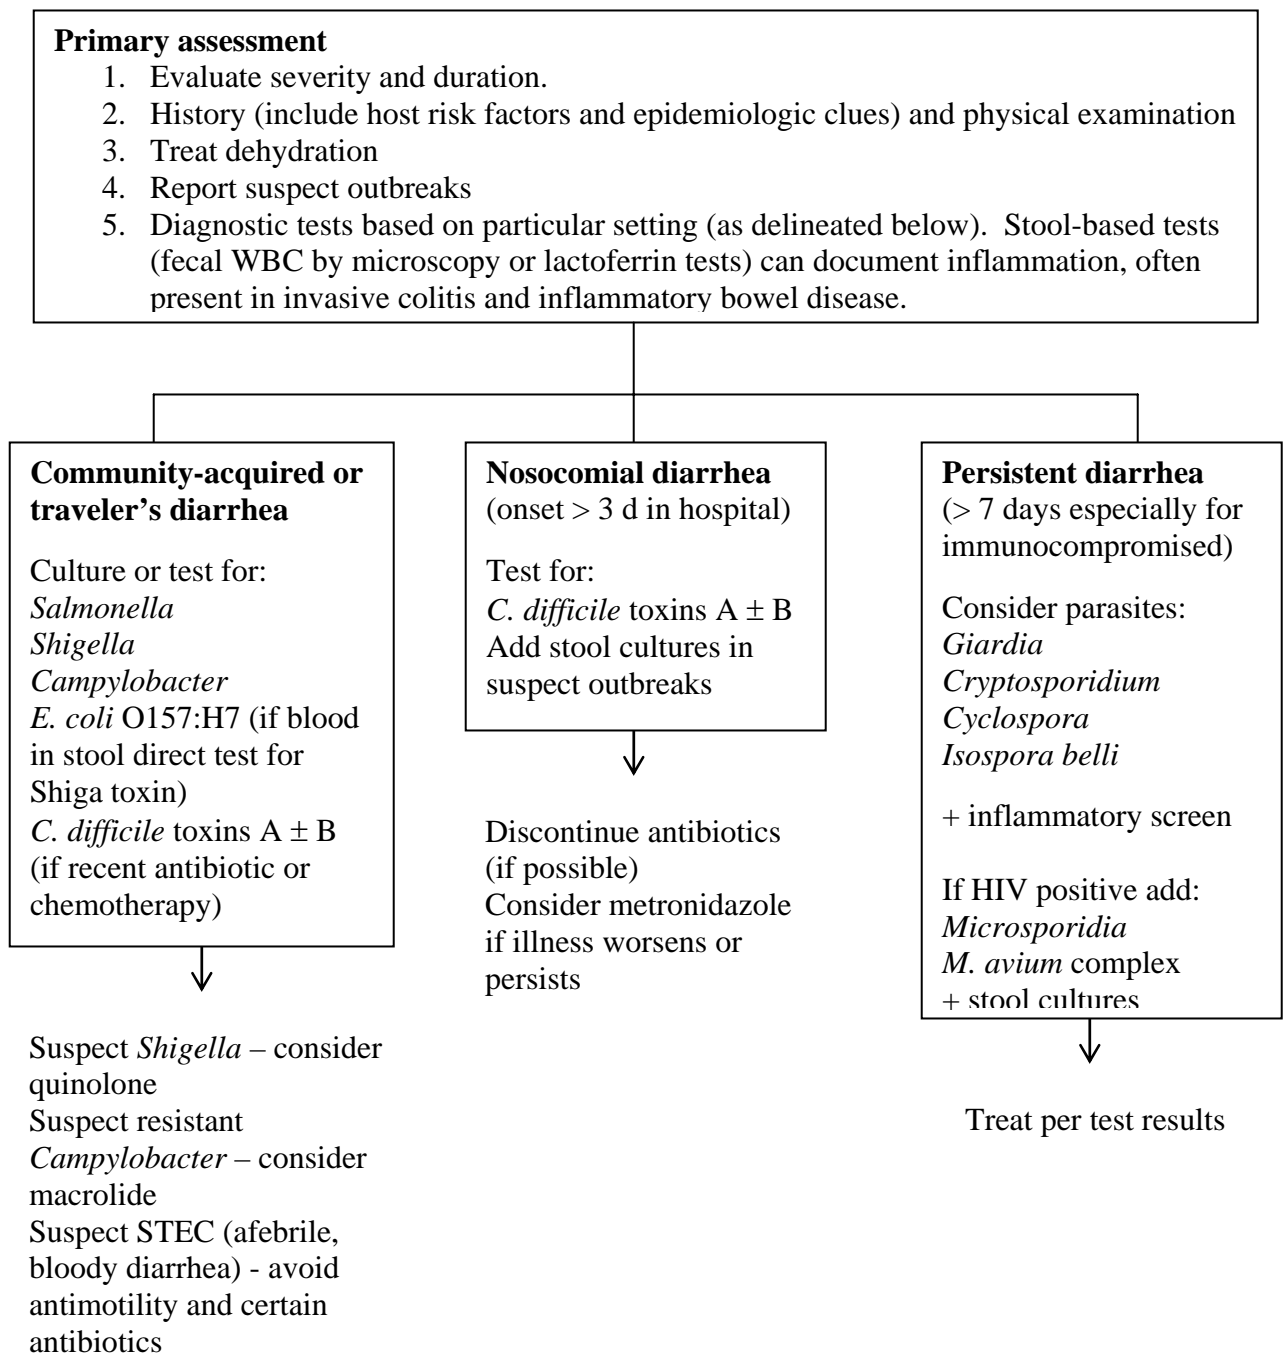 Primary assessment
1. Evaluate severity and duration.
2. History (include host risk factors and epidemiologic clues) and physical examination
3. Treat dehydration
4. Report suspect outbreaks
5. Diagnostic tests based on particular setting (as delineated below). Stool-based tests
(fecal WBC by microscopy or lactoferrin tests) can document inflammation, often
present in invasive colitis and inflammatory bowel disease.
Community-acquired or
traveler's diarrhea
Culture or test for:
Salmonella
Shigella
Campylobacter
E. coli O157:H7 (if blood
in stool direct test for
Shiga toxin)
C. difficile toxins A ± B
(if recent antibiotic or
chemotherapy)
Suspect Shigella – consider
quinolone
Suspect resistant
Campylobacter – consider
macrolide
Suspect STEC (afebrile,
bloody diarrhea) - avoid
antimotility and certain
antibiotics
Nosocomial diarrhea
(onset > 3 d in hospital)
Test for:
C. difficile toxins A ± B
Add stool cultures in
suspect outbreaks
Discontinue antibiotics
(if possible)
Consider metronidazole
if illness worsens or
persists
Persistent diarrhea
(> 7 days especially for
immunocompromised)
Consider parasites:
Giardia
Cryptosporidium
Cyclospora
Isospora belli
+ inflammatory screen
If HIV positive add:
Microsporidia
M. avium complex
+ stool cultures
Treat per test results